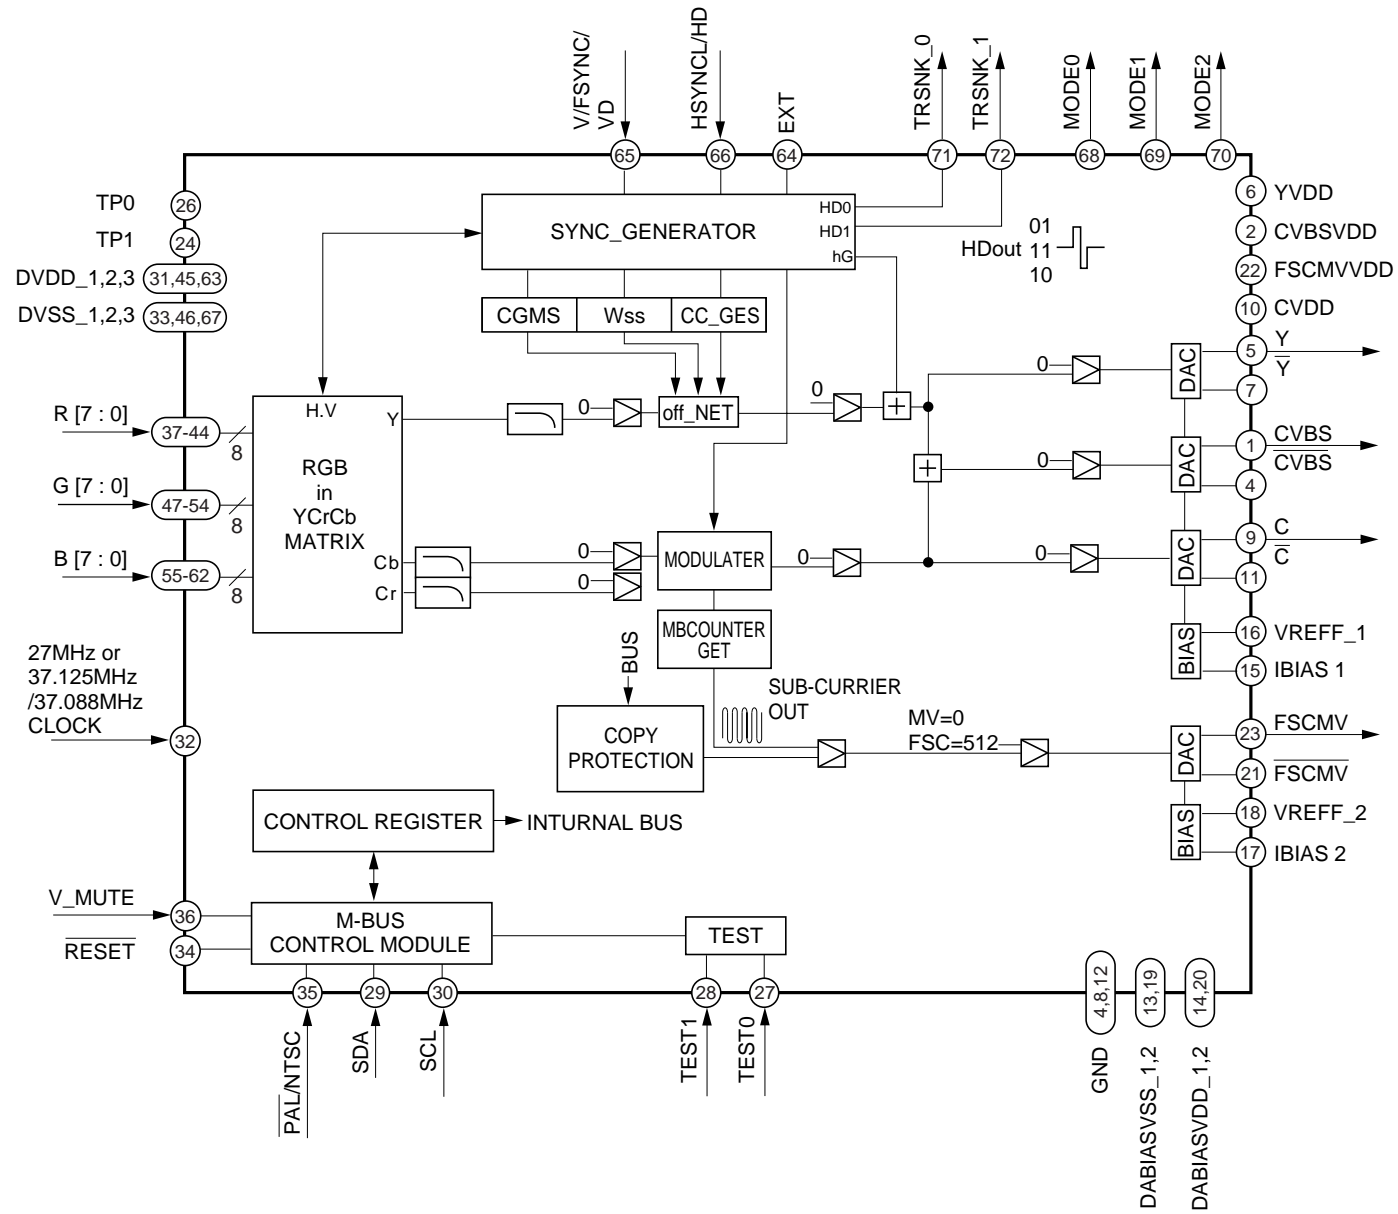 V/FSYNC/
VD
HSYNCL/HD
EXT
TRSNK_0
TRSNK_1
MODE0
MODE1
MODE2
65
66
64
71
72
68
69
70
TP0
26
TP1
24
DVDD_1,2,3
31,45,63
DVSS_1,2,3
33,46,67
SYNC_GENERATOR
HD0
HD1
hG
HDout
01
11
10
6
YVDD
2
CVBSVDD
22
FSCMVVDD
10
CVDD
CGMS
Wss
CC_GES
R [7 : 0]
37-44
8
G [7 : 0]
47-54
8
B [7 : 0]
55-62
8
H.V
Y
RGB
in
YCrCb
MATRIX
Cb
Cr
0
off_NET
0
+
0
DAC
5
Y
Y
7
+
0
DAC
1
CVBS
CVBS
4
0
0
MODULATER
0
0
DAC
9
C
C
11
MBCOUNTER
GET
BIAS
16
VREFF_1
15
IBIAS 1
27MHz or
37.125MHz
/37.088MHz
CLOCK
32
BUS
COPY
PROTECTION
SUB-CURRIER
OUT
MV=0
FSC=512
DAC
23
FSCMV
21
FSCMV
BIAS
18
VREFF_2
17
IBIAS 2
CONTROL REGISTER
INTURNAL BUS
V_MUTE
36
RESET
34
M-BUS
CONTROL MODULE
TEST
35
29
30
28
27
PAL/NTSC
SDA
SCL
TEST1
TEST0
4,8,12
13,19
14,20
GND
DABIASVSS_1,2
DABIASVDD_1,2